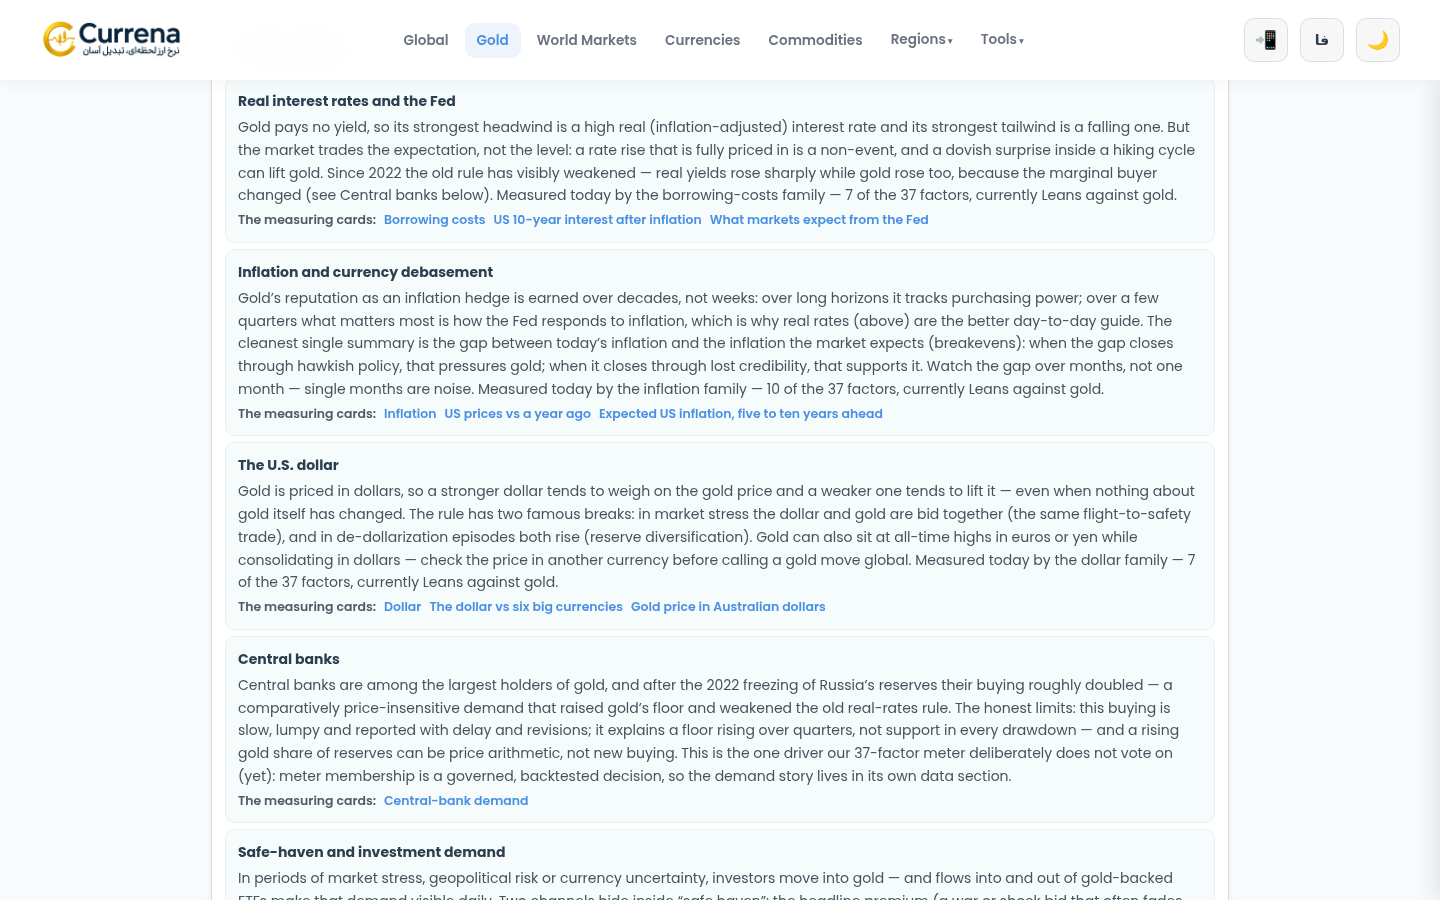 Currena
نرخ ارز لحظه‌ای، تبدیل آسان
Global
Gold
World Markets
Currencies
Commodities
Regions ▾
Tools ▾
فا
Real interest rates and the Fed
Gold pays no yield, so its strongest headwind is a high real (inflation-adjusted) interest rate and its strongest tailwind is a falling one. But
the market trades the expectation, not the level: a rate rise that is fully priced in is a non-event, and a dovish surprise inside a hiking cycle
can lift gold. Since 2022 the old rule has visibly weakened — real yields rose sharply while gold rose too, because the marginal buyer
changed (see Central banks below). Measured today by the borrowing-costs family — 7 of the 37 factors, currently Leans against gold.
The measuring cards: Borrowing costs US 10-year interest after inflation What markets expect from the Fed
Inflation and currency debasement
Gold’s reputation as an inflation hedge is earned over decades, not weeks: over long horizons it tracks purchasing power; over a few
quarters what matters most is how the Fed responds to inflation, which is why real rates (above) are the better day-to-day guide. The
cleanest single summary is the gap between today’s inflation and the inflation the market expects (breakevens): when the gap closes
through hawkish policy, that pressures gold; when it closes through lost credibility, that supports it. Watch the gap over months, not one
month — single months are noise. Measured today by the inflation family — 10 of the 37 factors, currently Leans against gold.
The measuring cards: Inflation US prices vs a year ago Expected US inflation, five to ten years ahead
The U.S. dollar
Gold is priced in dollars, so a stronger dollar tends to weigh on the gold price and a weaker one tends to lift it — even when nothing about
gold itself has changed. The rule has two famous breaks: in market stress the dollar and gold are bid together (the same flight-to-safety
trade), and in de-dollarization episodes both rise (reserve diversification). Gold can also sit at all-time highs in euros or yen while
consolidating in dollars — check the price in another currency before calling a gold move global. Measured today by the dollar family — 7
of the 37 factors, currently Leans against gold.
The measuring cards: Dollar The dollar vs six big currencies Gold price in Australian dollars
Central banks
Central banks are among the largest holders of gold, and after the 2022 freezing of Russia’s reserves their buying roughly doubled — a
comparatively price-insensitive demand that raised gold’s floor and weakened the old real-rates rule. The honest limits: this buying is
slow, lumpy and reported with delay and revisions; it explains a floor rising over quarters, not support in every drawdown — and a rising
gold share of reserves can be price arithmetic, not new buying. This is the one driver our 37-factor meter deliberately does not vote on
(yet): meter membership is a governed, backtested decision, so the demand story lives in its own data section.
The measuring cards: Central-bank demand
Safe-haven and investment demand
In periods of market stress, geopolitical risk or currency uncertainty, investors move into gold — and flows into and out of gold-backed
ETFs make that demand visible daily. Two channels hide inside “safe haven”: the headline premium (a war or shock bid that often fades